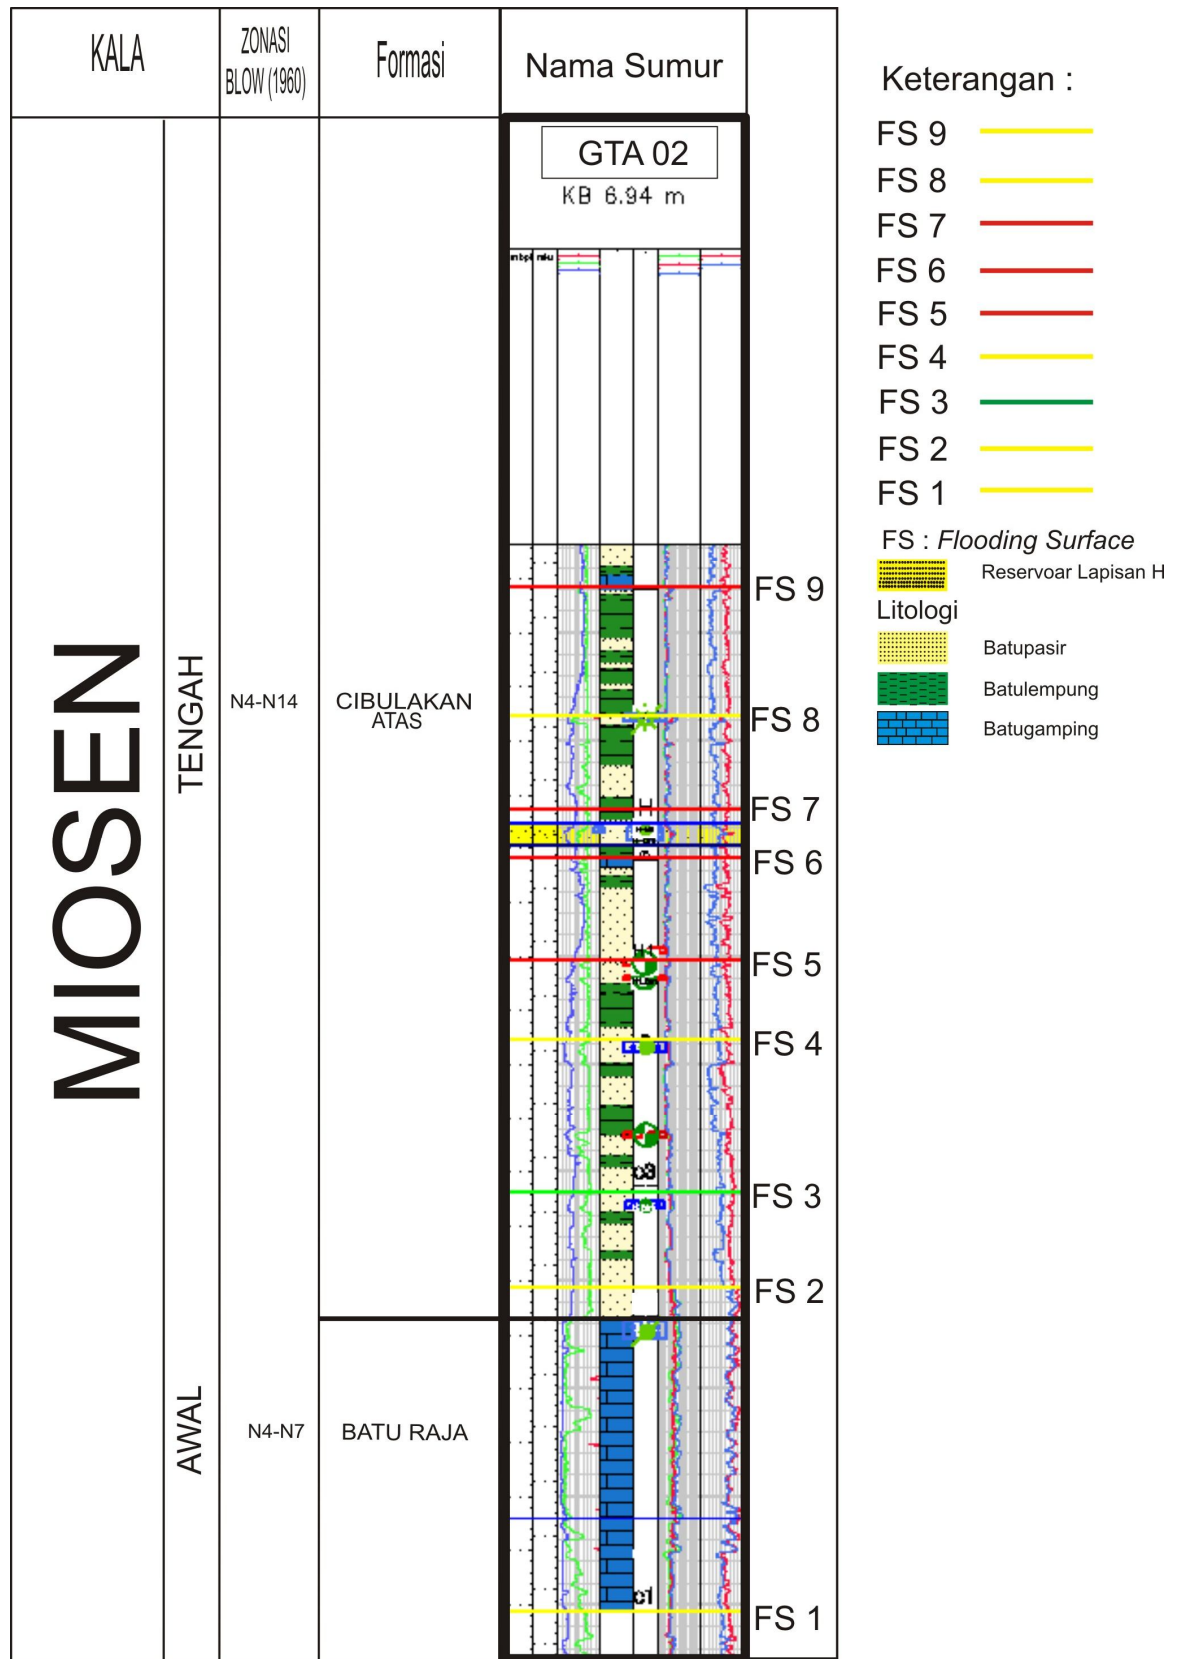 KALA
ZONASI
BLOW (1960)
Formasi
Nama Sumur
GTA 02
KB 6.94 m
MIOSEN
TENGAH
N4-N14
CIBULAKAN
ATAS
AWAL
N4-N7
BATU RAJA
FS 9
FS 8
FS 7
FS 6
FS 5
FS 4
FS 3
FS 2
FS 1
Keterangan :
FS 9
FS 8
FS 7
FS 6
FS 5
FS 4
FS 3
FS 2
FS 1
FS : Flooding Surface
Reservoar Lapisan H
Litologi
Batupasir
Batulempung
Batugamping